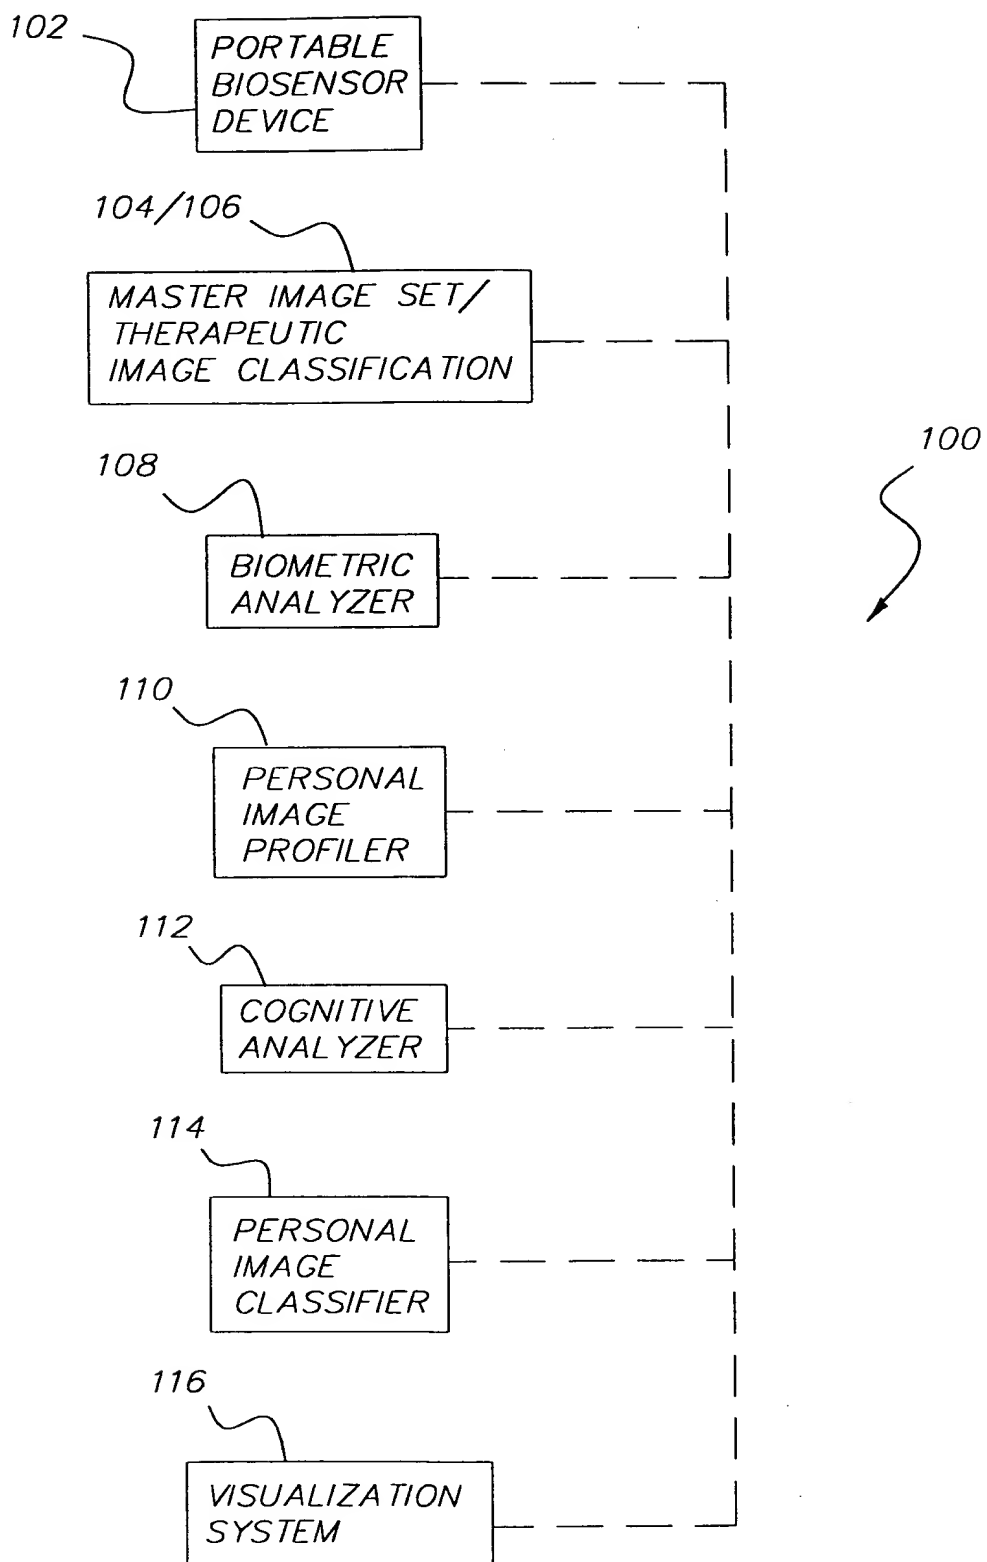 102
PORTABLE
BIOSENSOR
DEVICE
104/106
MASTER IMAGE SET/
THERAPEUTIC
IMAGE CLASSIFICATION
100
108
BIOMETRIC
ANALYZER
110
PERSONAL
IMAGE
PROFILER
112
COGNITIVE
ANALYZER
114
PERSONAL
IMAGE
CLASSIFIER
116
VISUALIZATION
SYSTEM